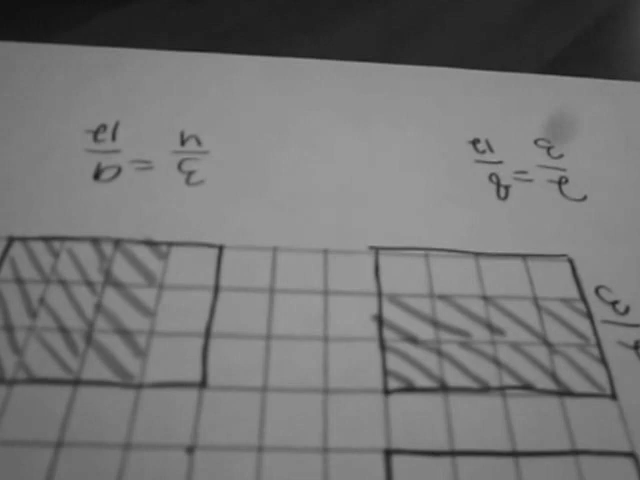 2/3 = 8/12
3/4 = 9/12